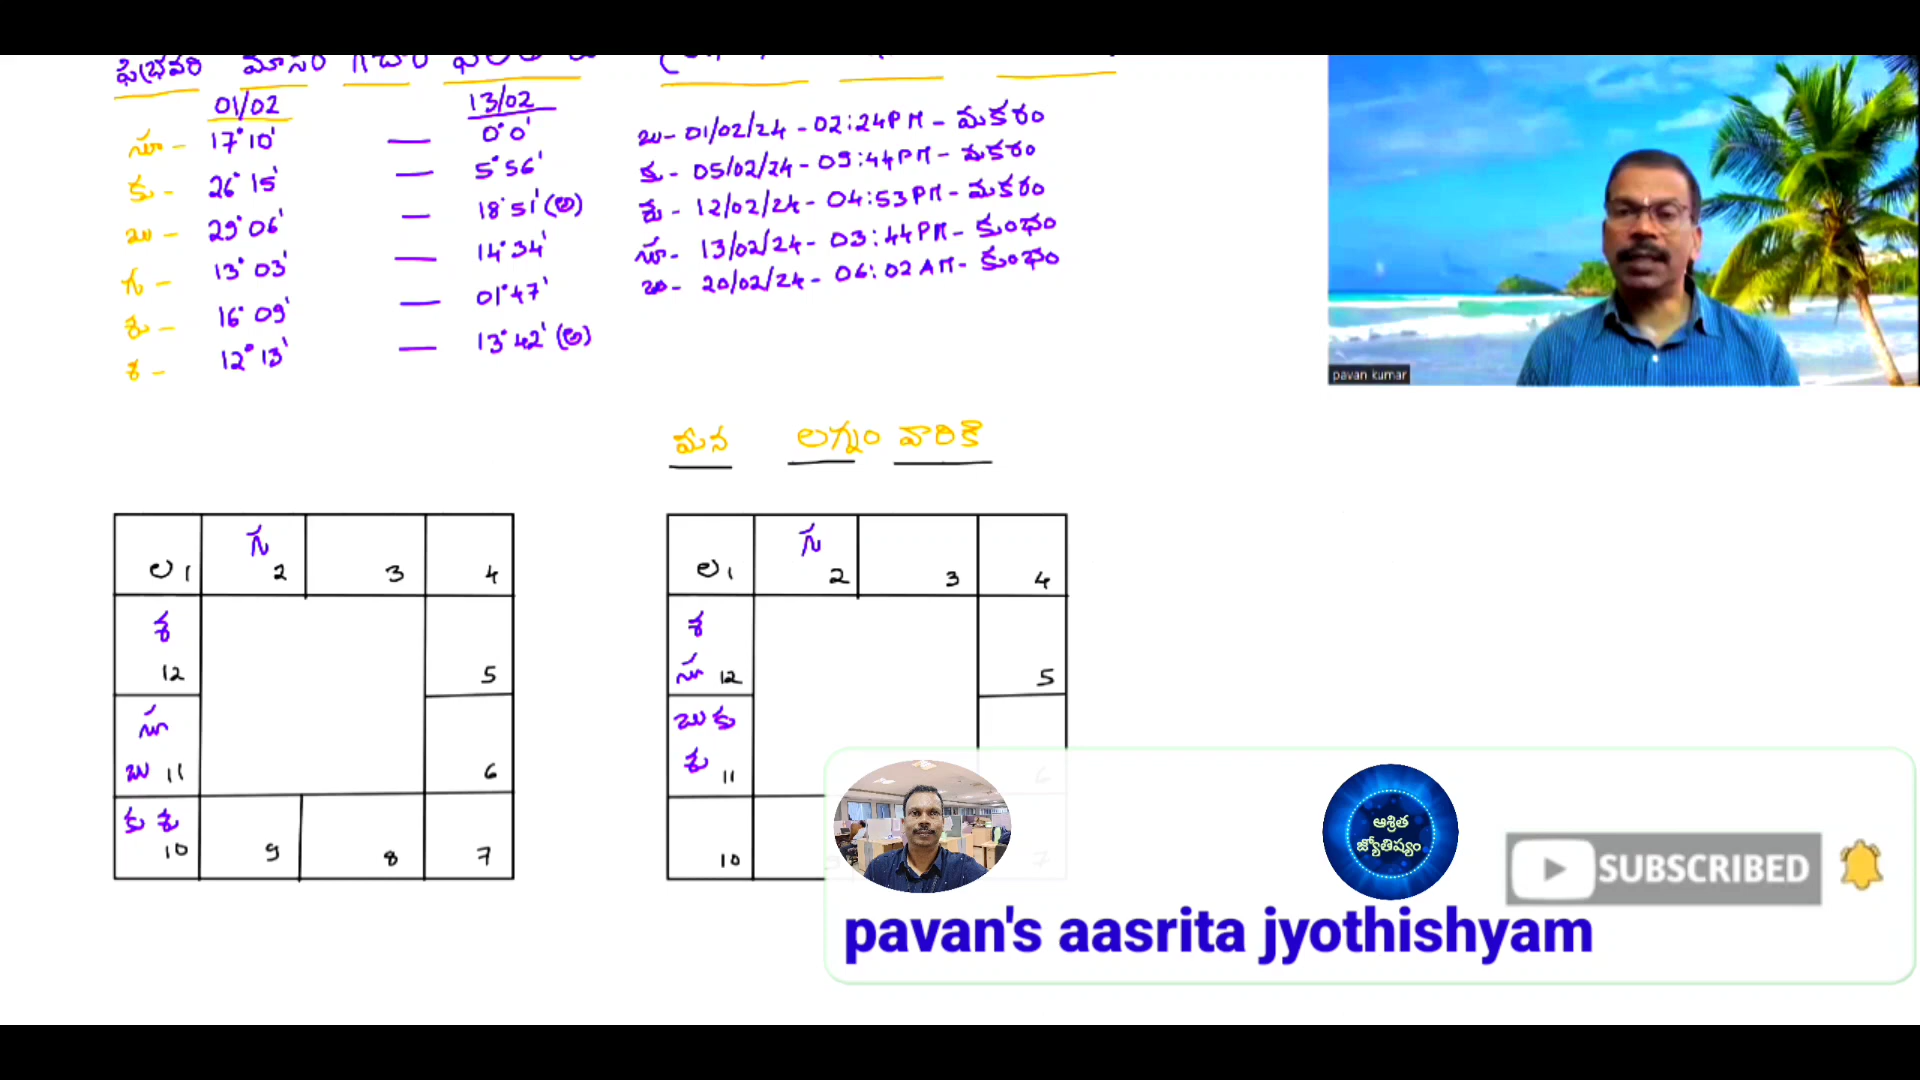 ఫిబ్రవరి మాసం గోచార
01/02 13/02
సూ - 17° 10' — 0° 0'
కు - 26° 15' — 5° 56'
బు - 29° 06' — 18° 51' (అ)
గు - 13° 03' — 14° 34'
శు - 16° 09' — 01° 47'
శ - 12° 13' — 13° 42' (అ)
బు - 01/02/24 - 02:24PM - మకరం
కు - 05/02/24 - 09:44PM - మకరం
శు - 12/02/24 - 04:53PM - మకరం
సూ - 13/02/24 - 03:44PM - కుంభం
బు - 20/02/24 - 06:02AM - కుంభం
pavan kumar
మీన లగ్నం వారికి
గు
ల 1 2 3 4
శ
12 5
సూ
బు 11 6
కు శు
10 9 8 7
గు
ల 1 2 3 4
శ
సూ 12 5
బు కు
శు 11
10
ఆశ్రిత
జ్యోతిష్యం
SUBSCRIBED
pavan's aasrita jyothishyam